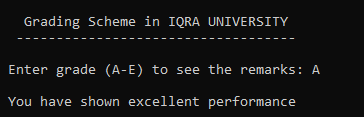 Grading Scheme in IQRA UNIVERSITY
-----------------------------------
Enter grade (A-E) to see the remarks: A
You have shown excellent performance